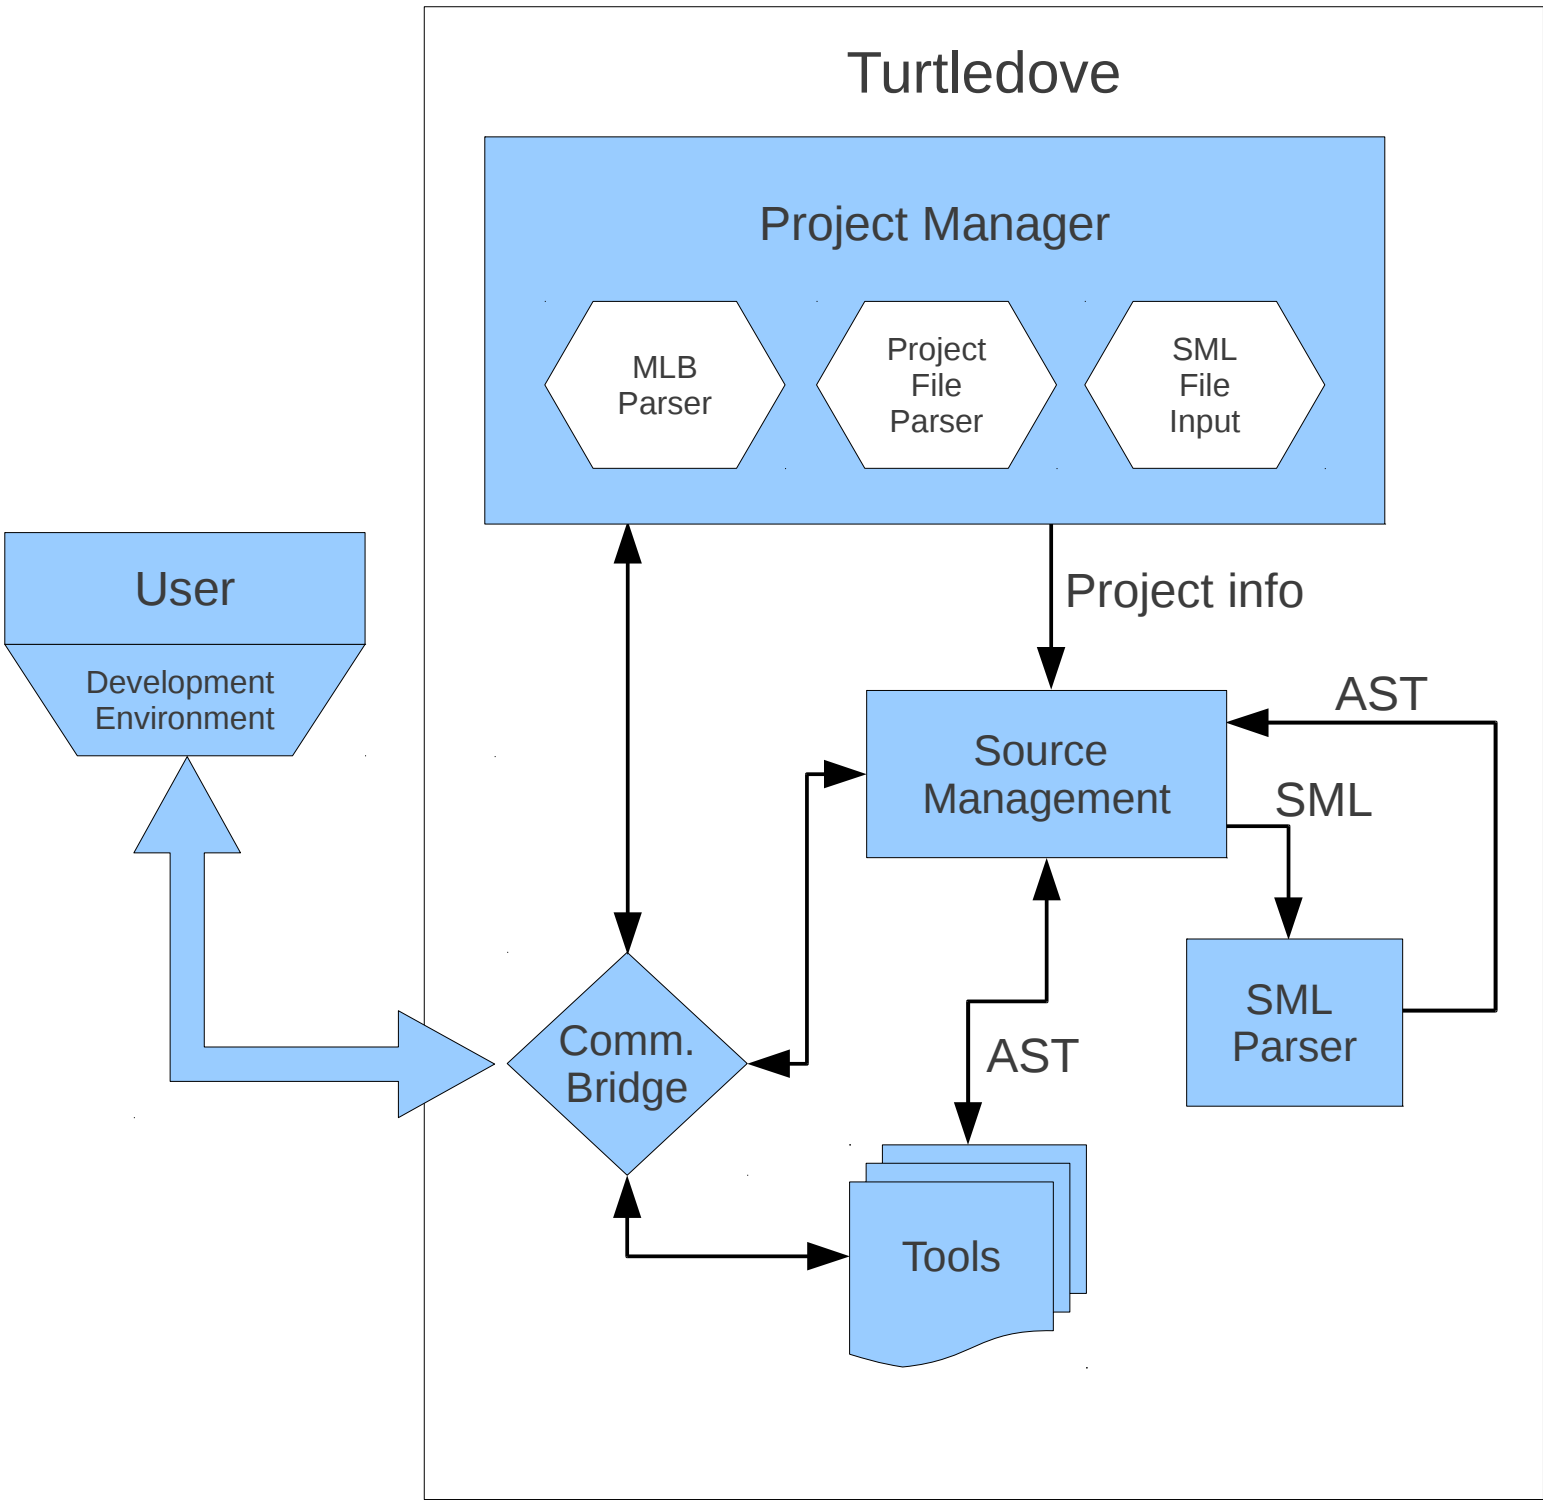 Turtledove
Project Manager
MLB
Parser
Project
File
Parser
SML
File
Input
User
Development
Environment
Project info
AST
Source
Management
SML
SML
Parser
Comm.
Bridge
AST
Tools